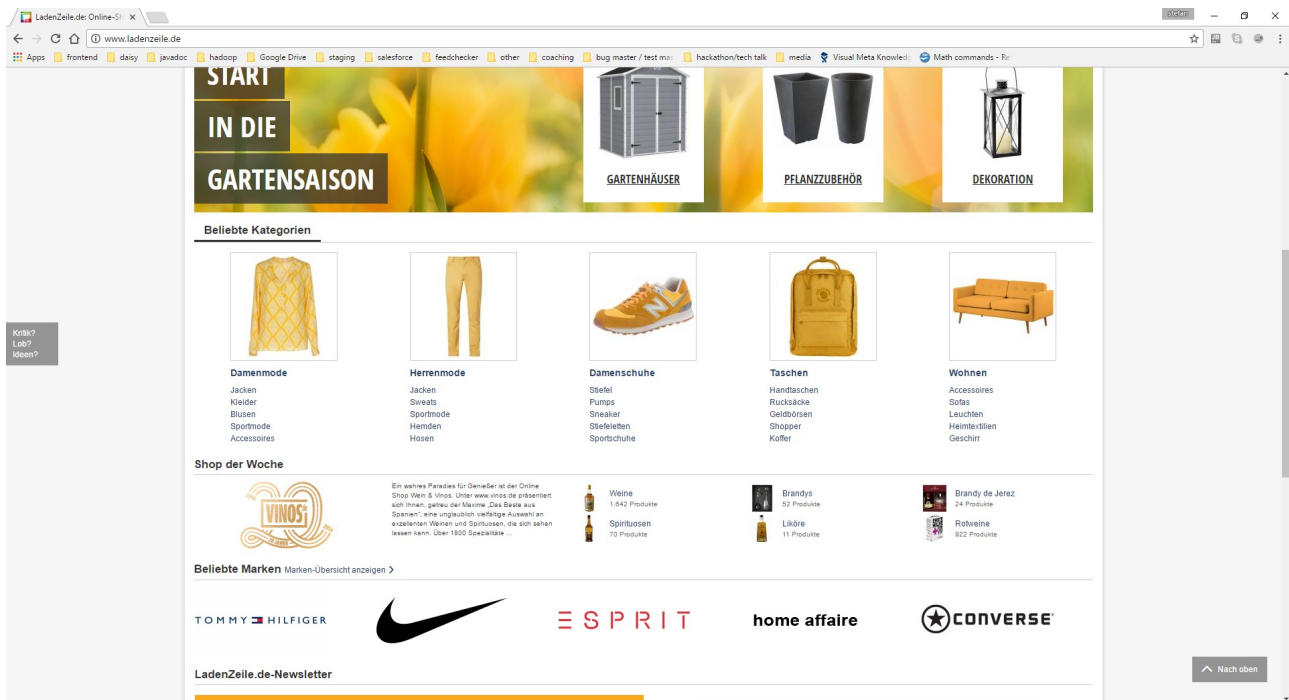 LadenZeile.de: Online-Sh
stefan
www.ladenzeile.de
Apps frontend daisy javadoc hadoop Google Drive staging salesforce feedchecker other coaching bug master / test mas hackathon/tech talk media Visual Meta Knowled Math commands - Re
START
IN DIE
GARTENSAISON
GARTENHÄUSER
PFLANZZUBEHÖR
DEKORATION
Beliebte Kategorien
Kritik?
Lob?
Ideen?
Damenmode
Jacken
Kleider
Blusen
Sportmode
Accessoires
Herrenmode
Jacken
Sweats
Sportmode
Hemden
Hosen
Damenschuhe
Stiefel
Pumps
Sneaker
Stiefeletten
Sportschuhe
Taschen
Handtaschen
Rucksäcke
Geldbörsen
Shopper
Koffer
Wohnen
Accessoires
Sofas
Leuchten
Heimtextilien
Geschirr
Shop der Woche
VINOS
Ein wahres Paradies für Genießer ist der Online
Shop Wein & Vinos. Unter www.vinos.de präsentiert
sich Ihnen, getreu der Maxime „Das Beste aus
Spanien", eine unglaublich vielfältige Auswahl an
exzellenten Weinen und Spirituosen, die sich sehen
lassen kann. Über 1800 Spezialitäte ...
Weine
1.642 Produkte
Spirituosen
70 Produkte
Brandys
52 Produkte
Liköre
11 Produkte
Brandy de Jerez
24 Produkte
Rotweine
922 Produkte
Beliebte Marken Marken-Übersicht anzeigen
TOMMY HILFIGER
ESPRIT
home affaire
CONVERSE
Nach oben
LadenZeile.de-Newsletter